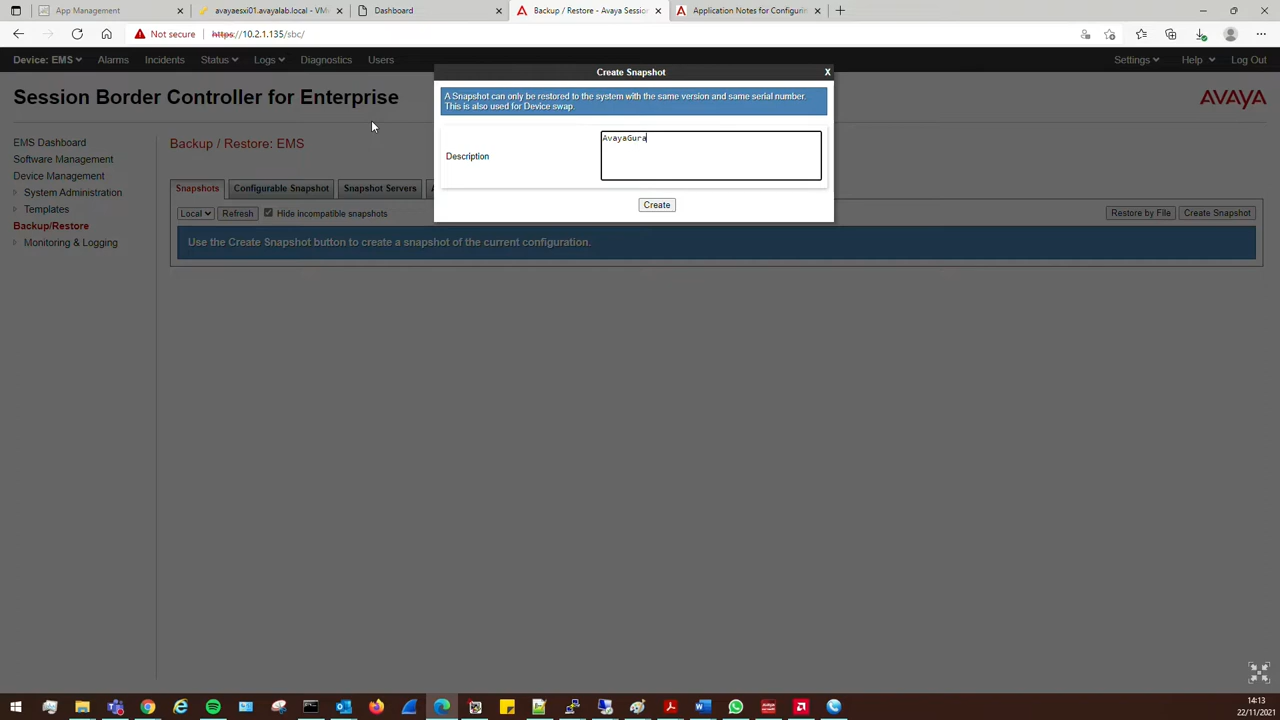 App Management
avayaesxi01.avayalab.local - VM
Dashboard
Backup / Restore - Avaya Sessio
Application Notes for Configurin
Not secure
https://10.2.1.135/sbc/
Device: EMS
Alarms
Incidents
Status
Logs
Diagnostics
Users
Settings
Help
Log Out
Session Border Controller for Enterprise
AVAYA
Create Snapshot
X
A Snapshot can only be restored to the system with the same version and same serial number.
This is also used for Device swap.
Description
AvayaGura
Create
EMS Dashboard
Software Management
Device Management
System Administration
Templates
Backup/Restore
Monitoring & Logging
Backup / Restore: EMS
Snapshots
Configurable Snapshot
Snapshot Servers
Local
Refresh
Hide incompatible snapshots
Restore by File
Create Snapshot
Use the Create Snapshot button to create a snapshot of the current configuration.
14:13
22/11/2021